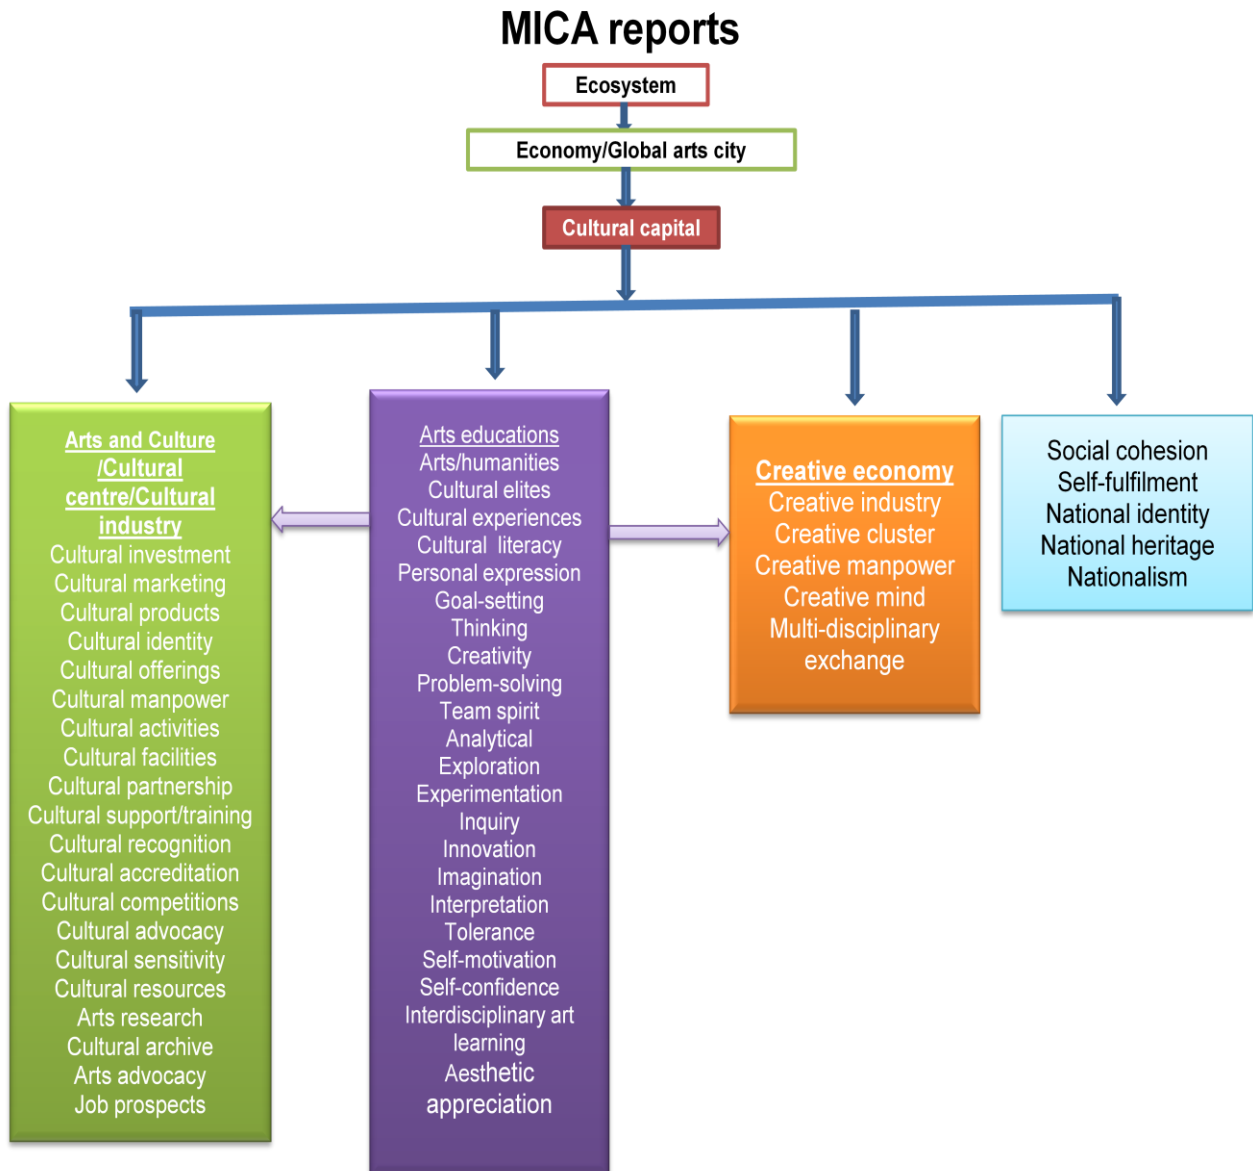 MICA reports
Ecosystem
Economy/Global arts city
Cultural capital
Arts and Culture
/Cultural
centre/Cultural
industry
Cultural investment
Cultural marketing
Cultural products
Cultural identity
Cultural offerings
Cultural manpower
Cultural activities
Cultural facilities
Cultural partnership
Cultural support/training
Cultural recognition
Cultural accreditation
Cultural competitions
Cultural advocacy
Cultural sensitivity
Cultural resources
Arts research
Cultural archive
Arts advocacy
Job prospects
Arts educations
Arts/humanities
Cultural elites
Cultural experiences
Cultural literacy
Personal expression
Goal-setting
Thinking
Creativity
Problem-solving
Team spirit
Analytical
Exploration
Experimentation
Inquiry
Innovation
Imagination
Interpretation
Tolerance
Self-motivation
Self-confidence
Interdisciplinary art
learning
Aesthetic
appreciation
Creative economy
Creative industry
Creative cluster
Creative manpower
Creative mind
Multi-disciplinary
exchange
Social cohesion
Self-fulfilment
National identity
National heritage
Nationalism